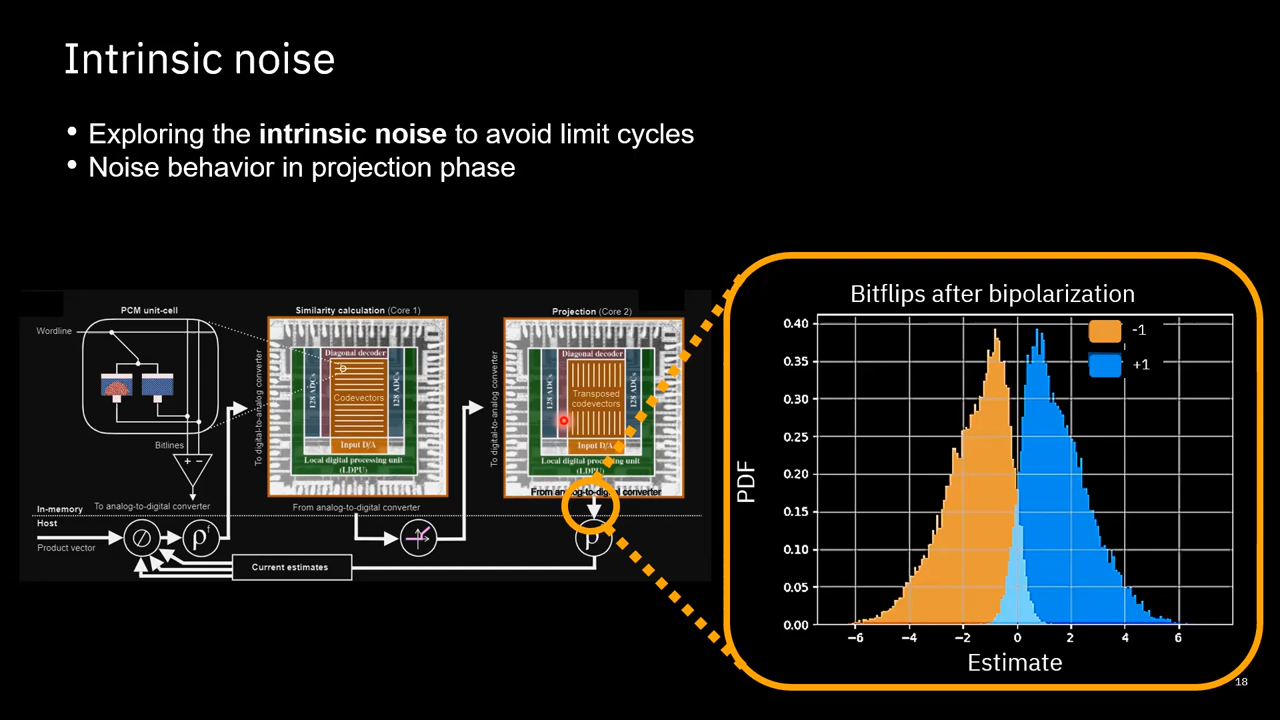 Intrinsic noise
• Exploring the intrinsic noise to avoid limit cycles
• Noise behavior in projection phase
PCM unit-cell
Wordline
Bitlines
To analog-to-digital converter
Similarity calculation (Core 1)
To digital-to-analog converter
Diagonal decoder
128 ADCs
Codevectors
128 ADCs
Input D/A
Local digital processing unit
(LDPU)
From analog-to-digital converter
Projection (Core 2)
To digital-to-analog converter
Diagonal decoder
128 ADCs
Transposed
codevectors
128 ADCs
Input D/A
Local digital processing unit
(LDPU)
From analog-to-digital converter
In-memory
Host
Product vector
Current estimates
Bitflips after bipolarization
-1
+1
PDF
0.40
0.35
0.30
0.25
0.20
0.15
0.10
0.05
0.00
−6 −4 −2 0 2 4 6
Estimate
18